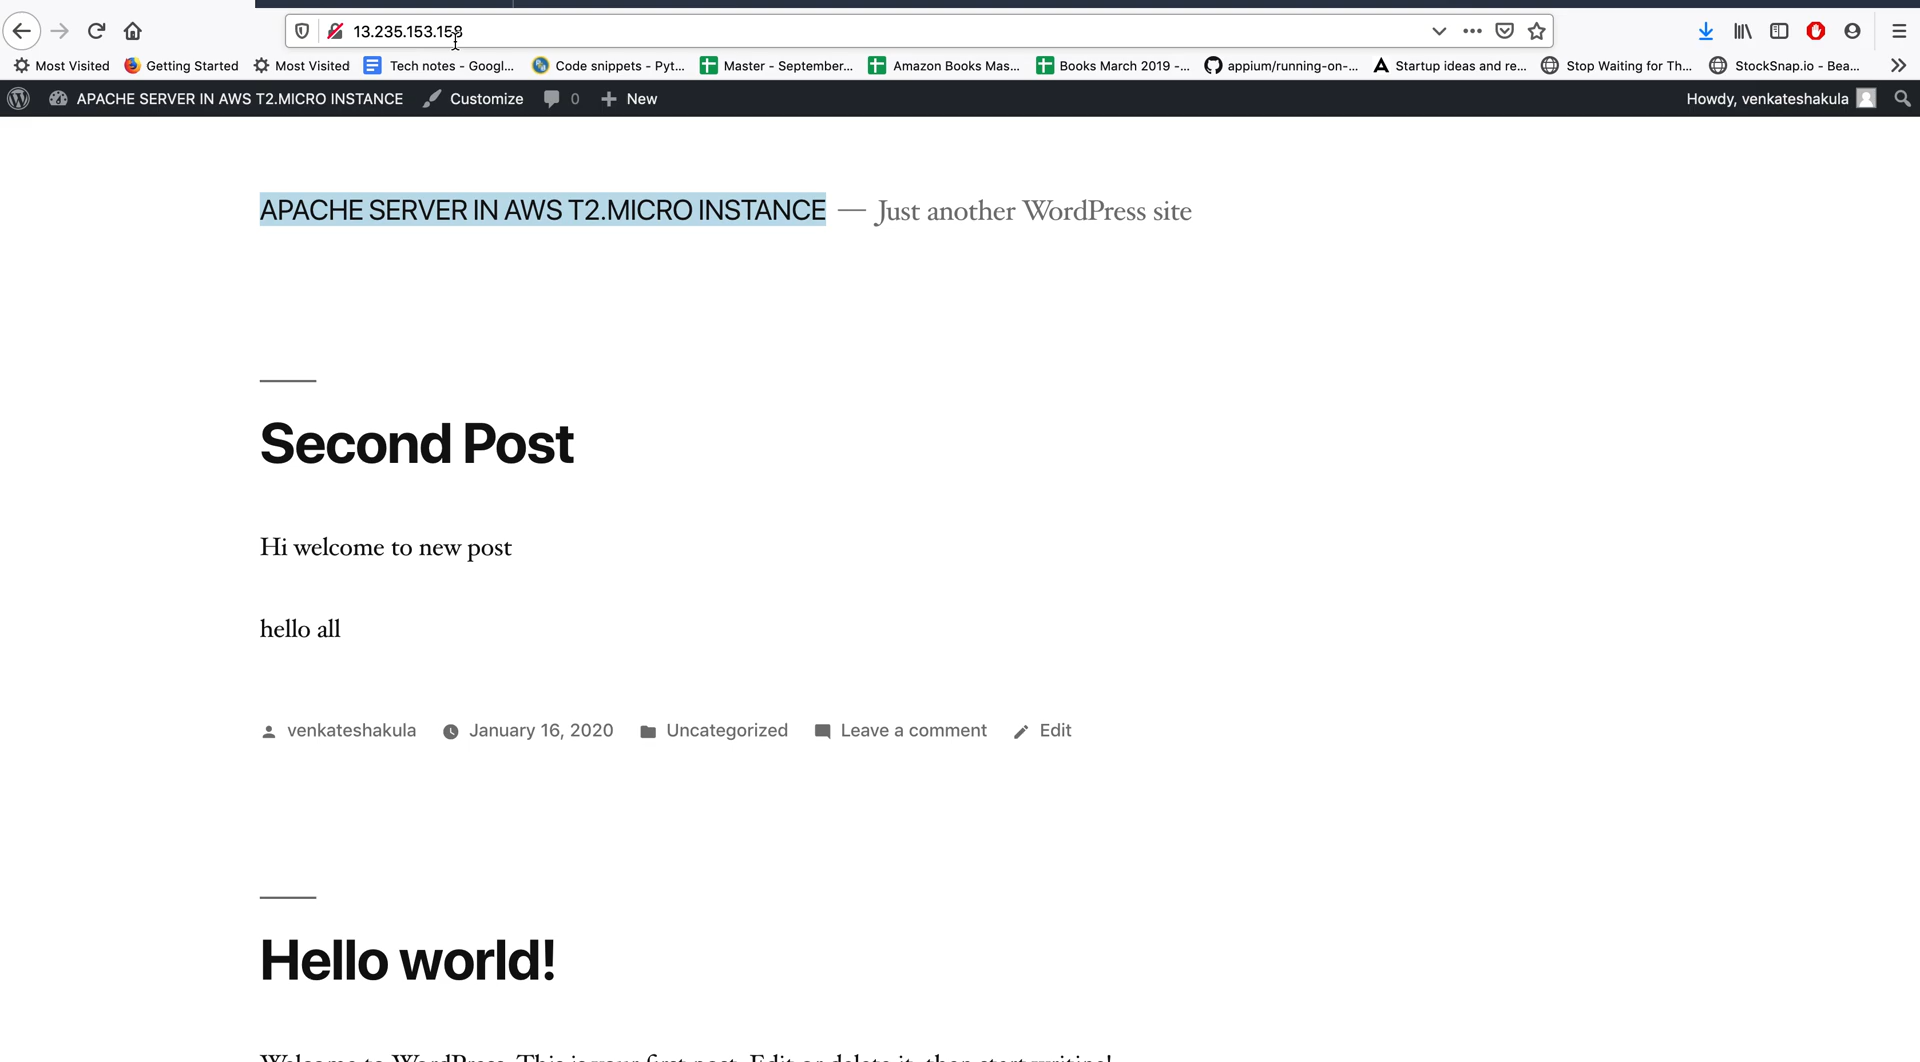 13.235.153.158
Most Visited Getting Started Most Visited Tech notes - Googl... Code snippets - Pyt... Master - September... Amazon Books Mas... Books March 2019 -... appium/running-on-... Startup ideas and re... Stop Waiting for Th... StockSnap.io - Bea...
APACHE SERVER IN AWS T2.MICRO INSTANCE Customize 0 New Howdy, venkateshakula
APACHE SERVER IN AWS T2.MICRO INSTANCE — Just another WordPress site
Second Post
Hi welcome to new post
hello all
venkateshakula January 16, 2020 Uncategorized Leave a comment Edit
Hello world!
Welcome to WordPress. This is your first post. Edit or delete it, then start writing!